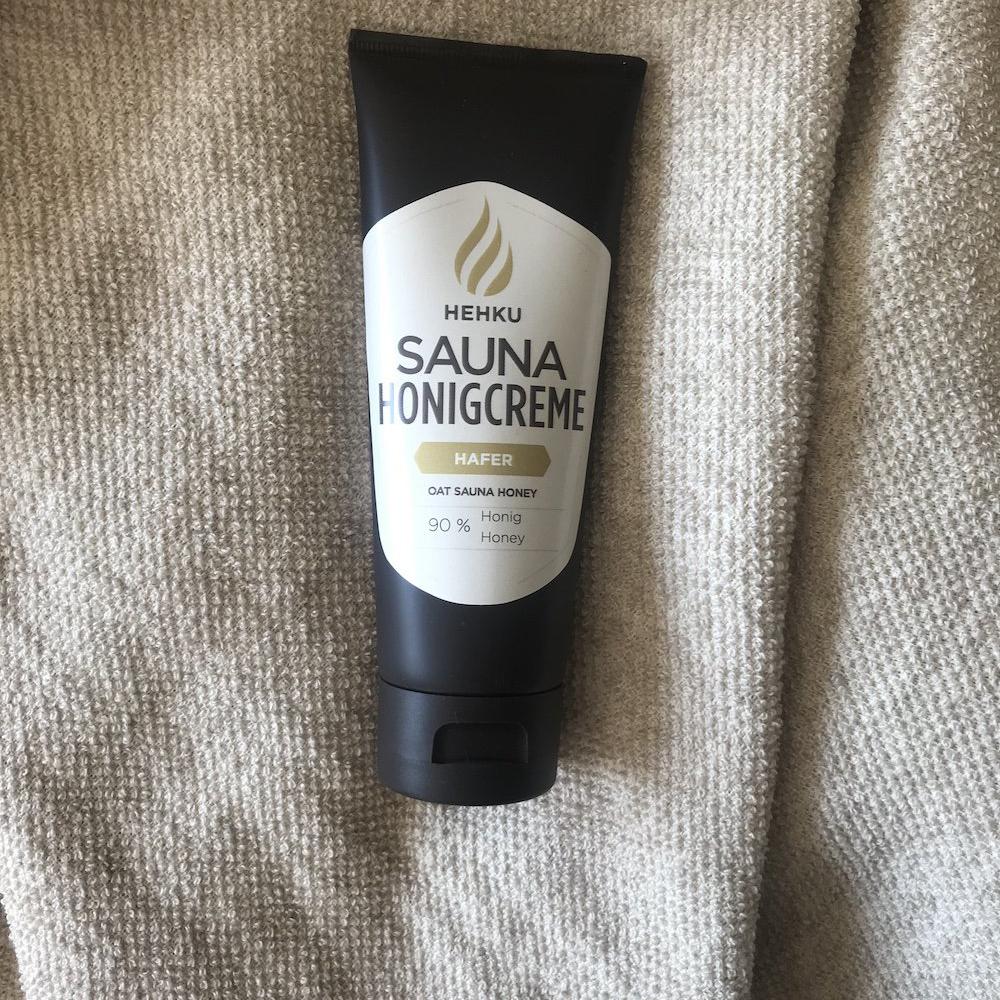 HEHKU
SAUNA
HONIGCREME
HAFER
OAT SAUNA HONEY
90 % Honig
Honey